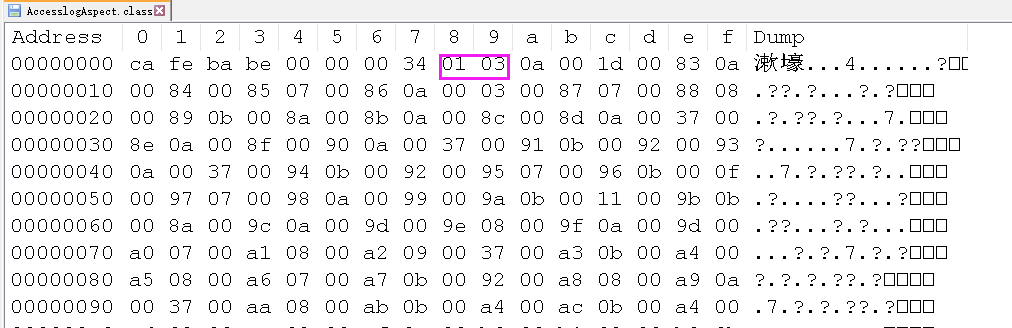 AccesslogAspect.class
Address 0 1 2 3 4 5 6 7 8 9 a b c d e f Dump
00000000 ca fe ba be 00 00 00 34 01 03 0a 00 1d 00 83 0a 漱壕...4......?□□
00000010 00 84 00 85 07 00 86 0a 00 03 00 87 07 00 88 08 .??.?...?.?□□□
00000020 00 89 0b 00 8a 00 8b 0a 00 8c 00 8d 0a 00 37 00 .?.??.?...7.□□□
00000030 8e 0a 00 8f 00 90 0a 00 37 00 91 0b 00 92 00 93 ?......7.?.??□□□
00000040 0a 00 37 00 94 0b 00 92 00 95 07 00 96 0b 00 0f ..7.?.??.?..□□□
00000050 00 97 07 00 98 0a 00 99 00 9a 0b 00 11 00 9b 0b .?....??...?□□□
00000060 00 8a 00 9c 0a 00 9d 00 9e 08 00 9f 0a 00 9d 00 .??...?.?...□□□
00000070 a0 07 00 a1 08 00 a2 09 00 37 00 a3 0b 00 a4 00 ...?.?.7.?..□□□
00000080 a5 08 00 a6 07 00 a7 0b 00 92 00 a8 08 00 a9 0a ?.?.?.??.?□□□□
00000090 00 37 00 aa 08 00 ab 0b 00 a4 00 ac 0b 00 a4 00 .7.?.?.??.?□□□